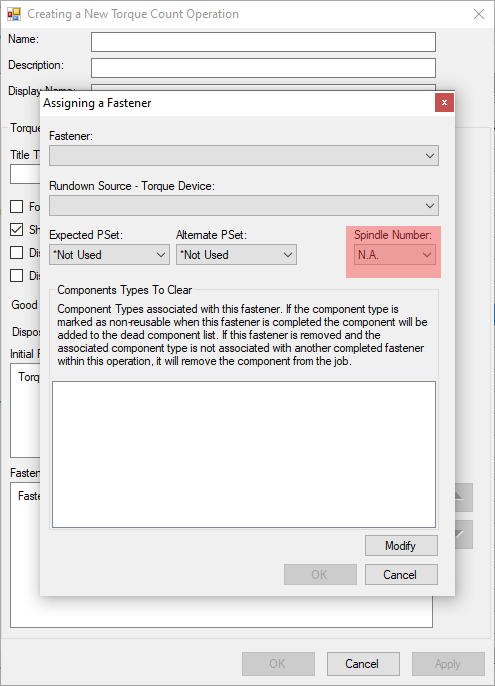 Creating a New Torque Count Operation
Name:
Description:
Display Name:
Assigning a Fastener
x
Torque
Title T
Fastener:
Rundown Source - Torque Device:
Fo
Sh
Dis
Dis
Expected PSet: Alternate PSet: Spindle Number:
*Not Used *Not Used N.A.
Components Types To Clear
Component Types associated with this fastener. If the component type is
marked as non-reusable when this fastener is completed the component will be
added to the dead component list. If this fastener is removed and the
associated component type is not associated with another completed fastener
within this operation, it will remove the component from the job.
Good
Dispos
Initial F
Torq
Fasten
Faste
Modify
OK Cancel
OK Cancel Apply